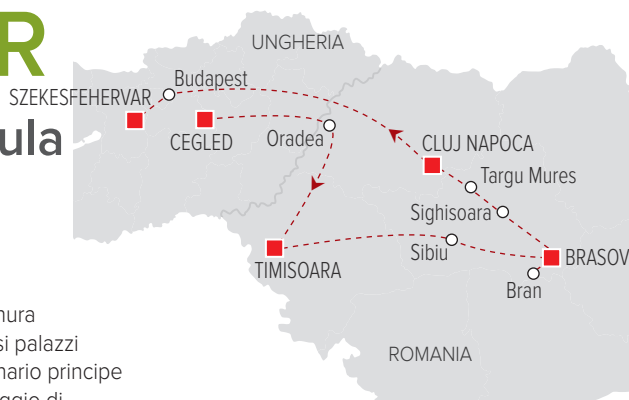 R
ula
UNGHERIA
Budapest
SZEKESFEHERVAR
CEGLED
Oradea
CLUJ NAPOCA
Targu Mures
Sighisoara
Sibiu
TIMISOARA
BRASOV
Bran
ROMANIA
si palazzi
nario principe